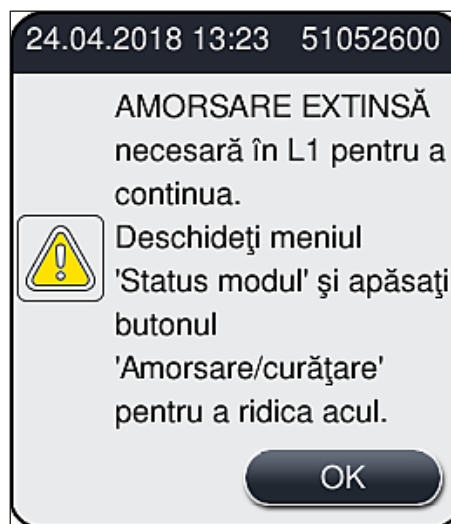 24.04.2018 13:23 51052600
AMORSARE EXTINSĂ
necesară în L1 pentru a
continua.
Deschideţi meniul
'Status modul' şi apăsaţi
butonul
'Amorsare/curăţare'
pentru a ridica acul.
OK